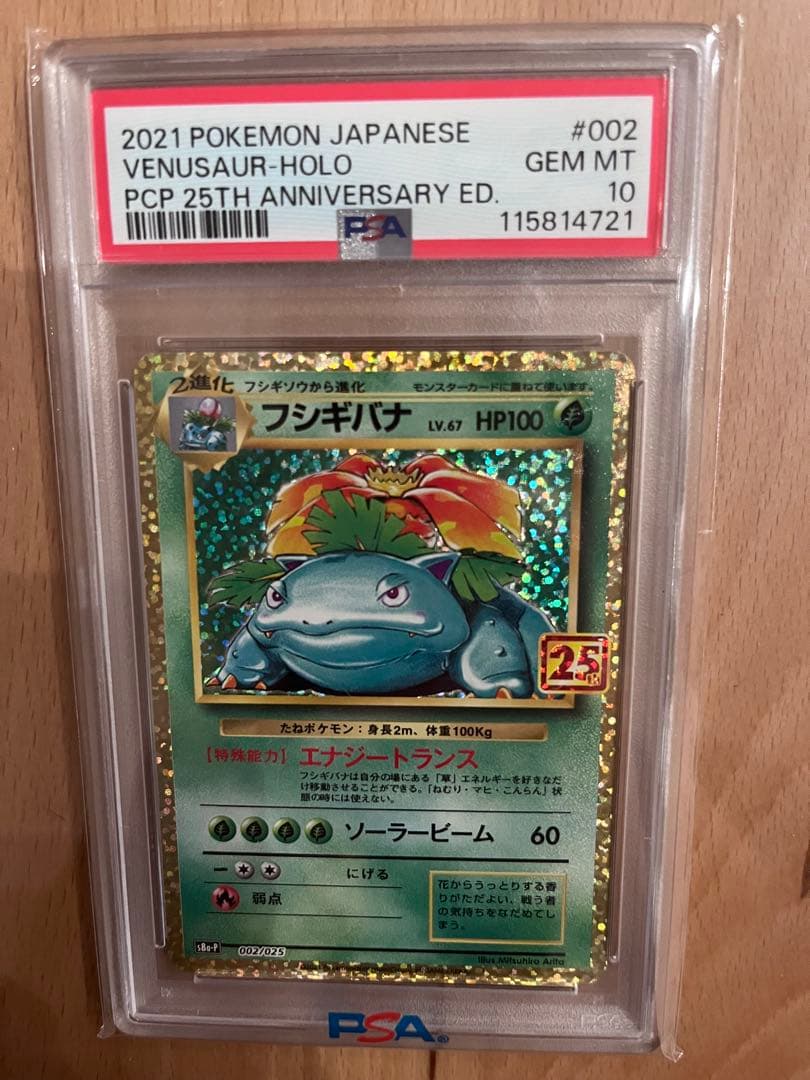 2021 POKEMON JAPANESE #002
VENUSAUR-HOLO GEM MT
PCP 25TH ANNIVERSARY ED. 10
115814721
PSA
2進化 フシギソウから進化 モンスターカードに重ねて使います。
フシギバナ LV.67 HP100
25
たねポケモン：身長2m、体重100Kg
【特殊能力】エナジートランス
フシギバナは自分の場にある「草」エネルギーを好きなだ
け移動させることができる。「ねむり・マヒ・こんらん」状
態の時には使えない。
ソーラービーム 60
にげる
弱点
花からうっとりする香
りがただよい、戦う者
の気持ちをなだめてし
まう。
s8a-P 002/025
Illus.Mitsuhiro Arita
PSA®